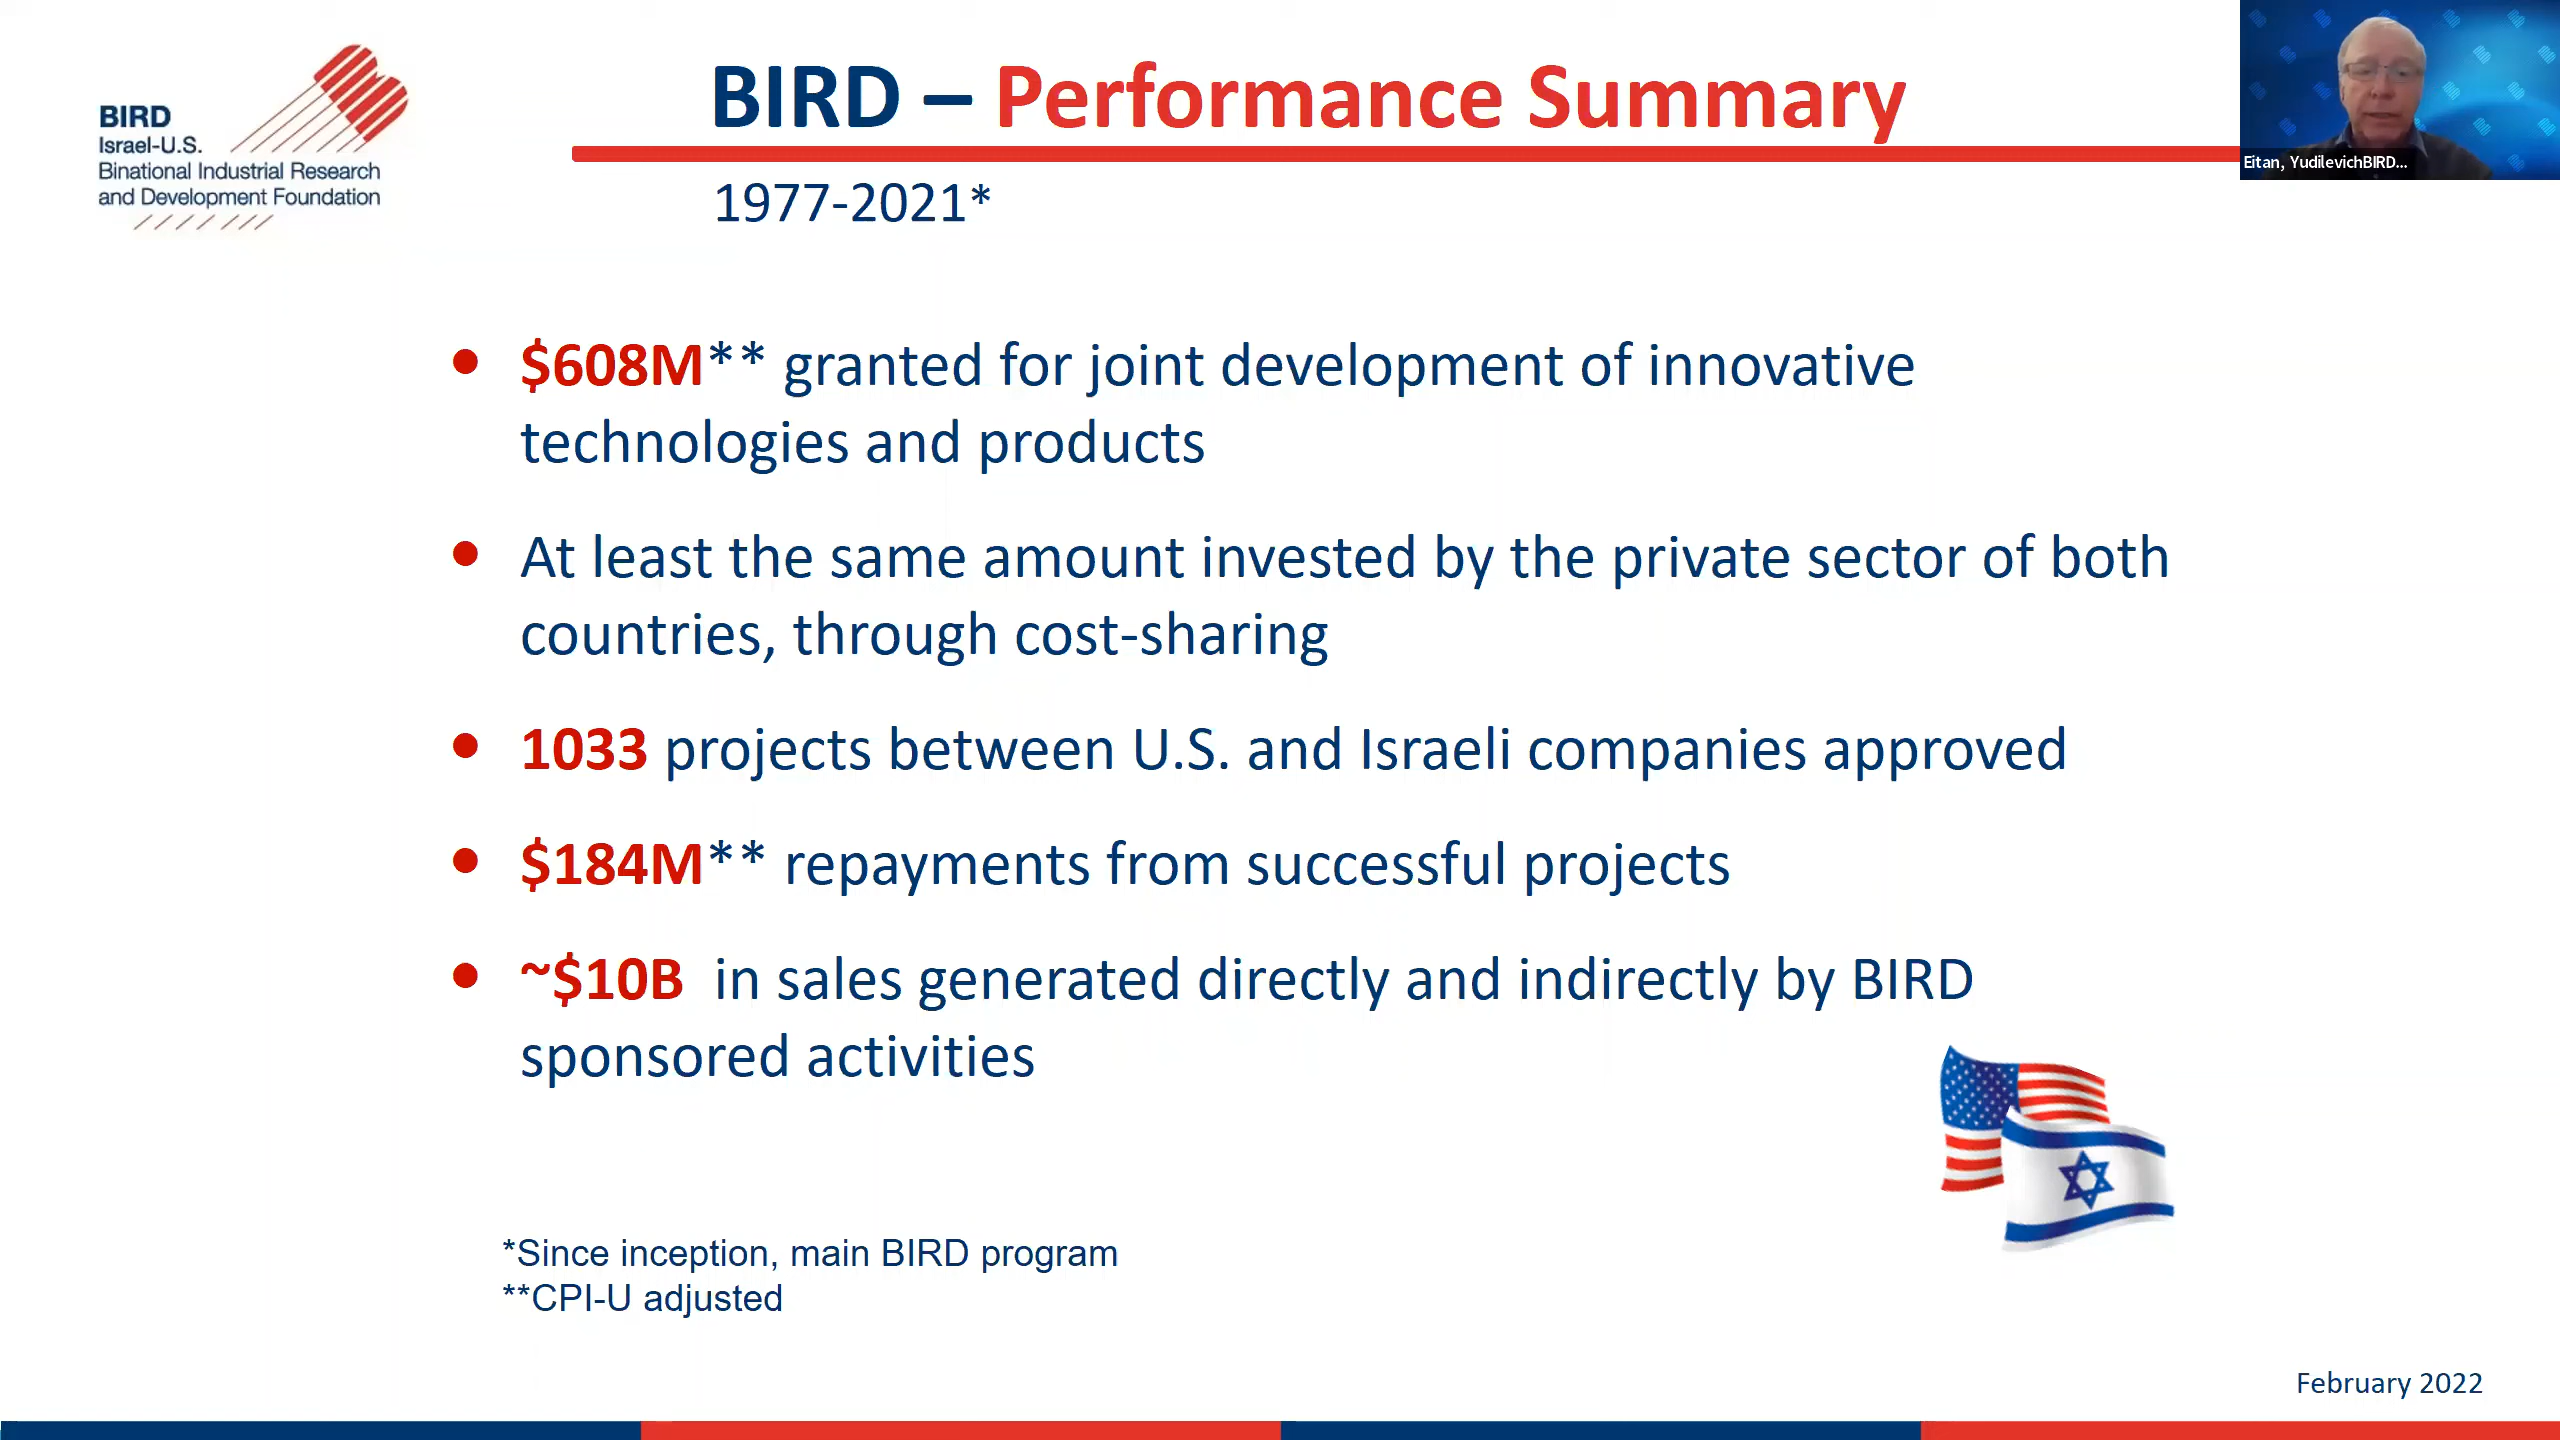 BIRD
Israel-U.S.
Binational Industrial Research
and Development Foundation
BIRD – Performance Summary
1977-2021*
Eitan, YudilevichBIRD...
• $608M** granted for joint development of innovative
technologies and products
• At least the same amount invested by the private sector of both
countries, through cost-sharing
• 1033 projects between U.S. and Israeli companies approved
• $184M** repayments from successful projects
• ~$10B in sales generated directly and indirectly by BIRD
sponsored activities
*Since inception, main BIRD program
**CPI-U adjusted
February 2022